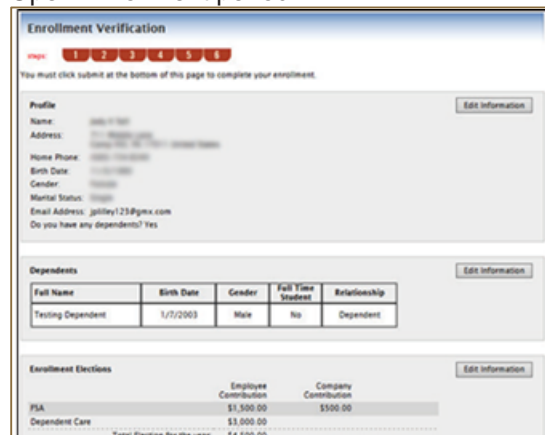 Enrollment Verification
steps: 1 2 3 4 5 6
You must click submit at the bottom of this page to complete your enrollment.
Profile Edit Information
Name:
Address:
Home Phone:
Birth Date:
Gender:
Marital Status:
Email Address: jplilley123@gmx.com
Do you have any dependents? Yes
Dependents Edit Information
Full Name Birth Date Gender Full Time Student Relationship
Testing Dependent 1/7/2003 Male No Dependent
Enrollment Elections Edit Information
Employee Contribution Company Contribution
FSA $1,500.00 $500.00
Dependent Care $3,000.00